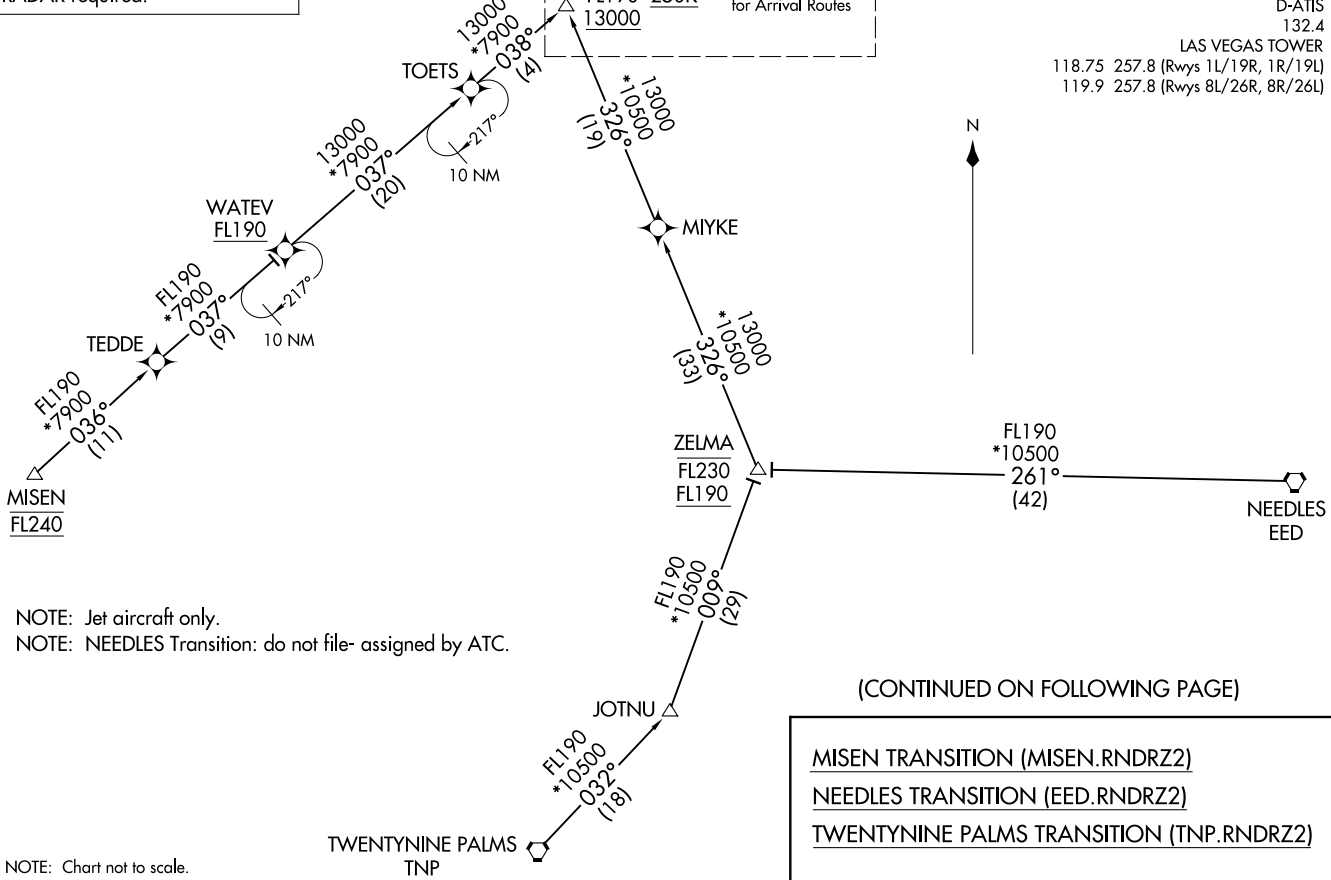 RADAR required.
13000
for Arrival Routes
D-ATIS
132.4
LAS VEGAS TOWER
118.75 257.8 (Rwys 1L/19R, 1R/19L)
119.9 257.8 (Rwys 8L/26R, 8R/26L)
13000
*7900
038°
(4)
TOETS
217°
10 NM
13000
*10500
326°
(19)
N
13000
*7900
037°
(20)
WATEV
FL190
217°
10 NM
MIYKE
FL190
*7900
037°
(9)
TEDDE
13000
*10500
326°
(33)
FL190
*7900
036°
(11)
MISEN
FL240
ZELMA
FL230
FL190
FL190
*10500
261°
(42)
NEEDLES
EED
FL190
*10500
009°
(29)
NOTE: Jet aircraft only.
NOTE: NEEDLES Transition: do not file- assigned by ATC.
(CONTINUED ON FOLLOWING PAGE)
JOTNU
FL190
*10500
032°
(18)
MISEN TRANSITION (MISEN.RNDRZ2)
NEEDLES TRANSITION (EED.RNDRZ2)
TWENTYNINE PALMS TRANSITION (TNP.RNDRZ2)
TWENTYNINE PALMS
TNP
NOTE: Chart not to scale.